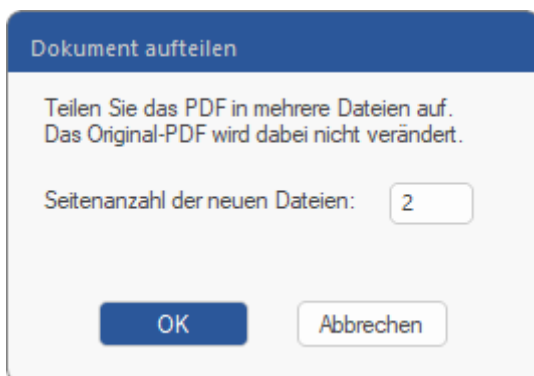 Dokument aufteilen
Teilen Sie das PDF in mehrere Dateien auf.
Das Original-PDF wird dabei nicht verändert.
Seitenanzahl der neuen Dateien: 2
OK Abbrechen